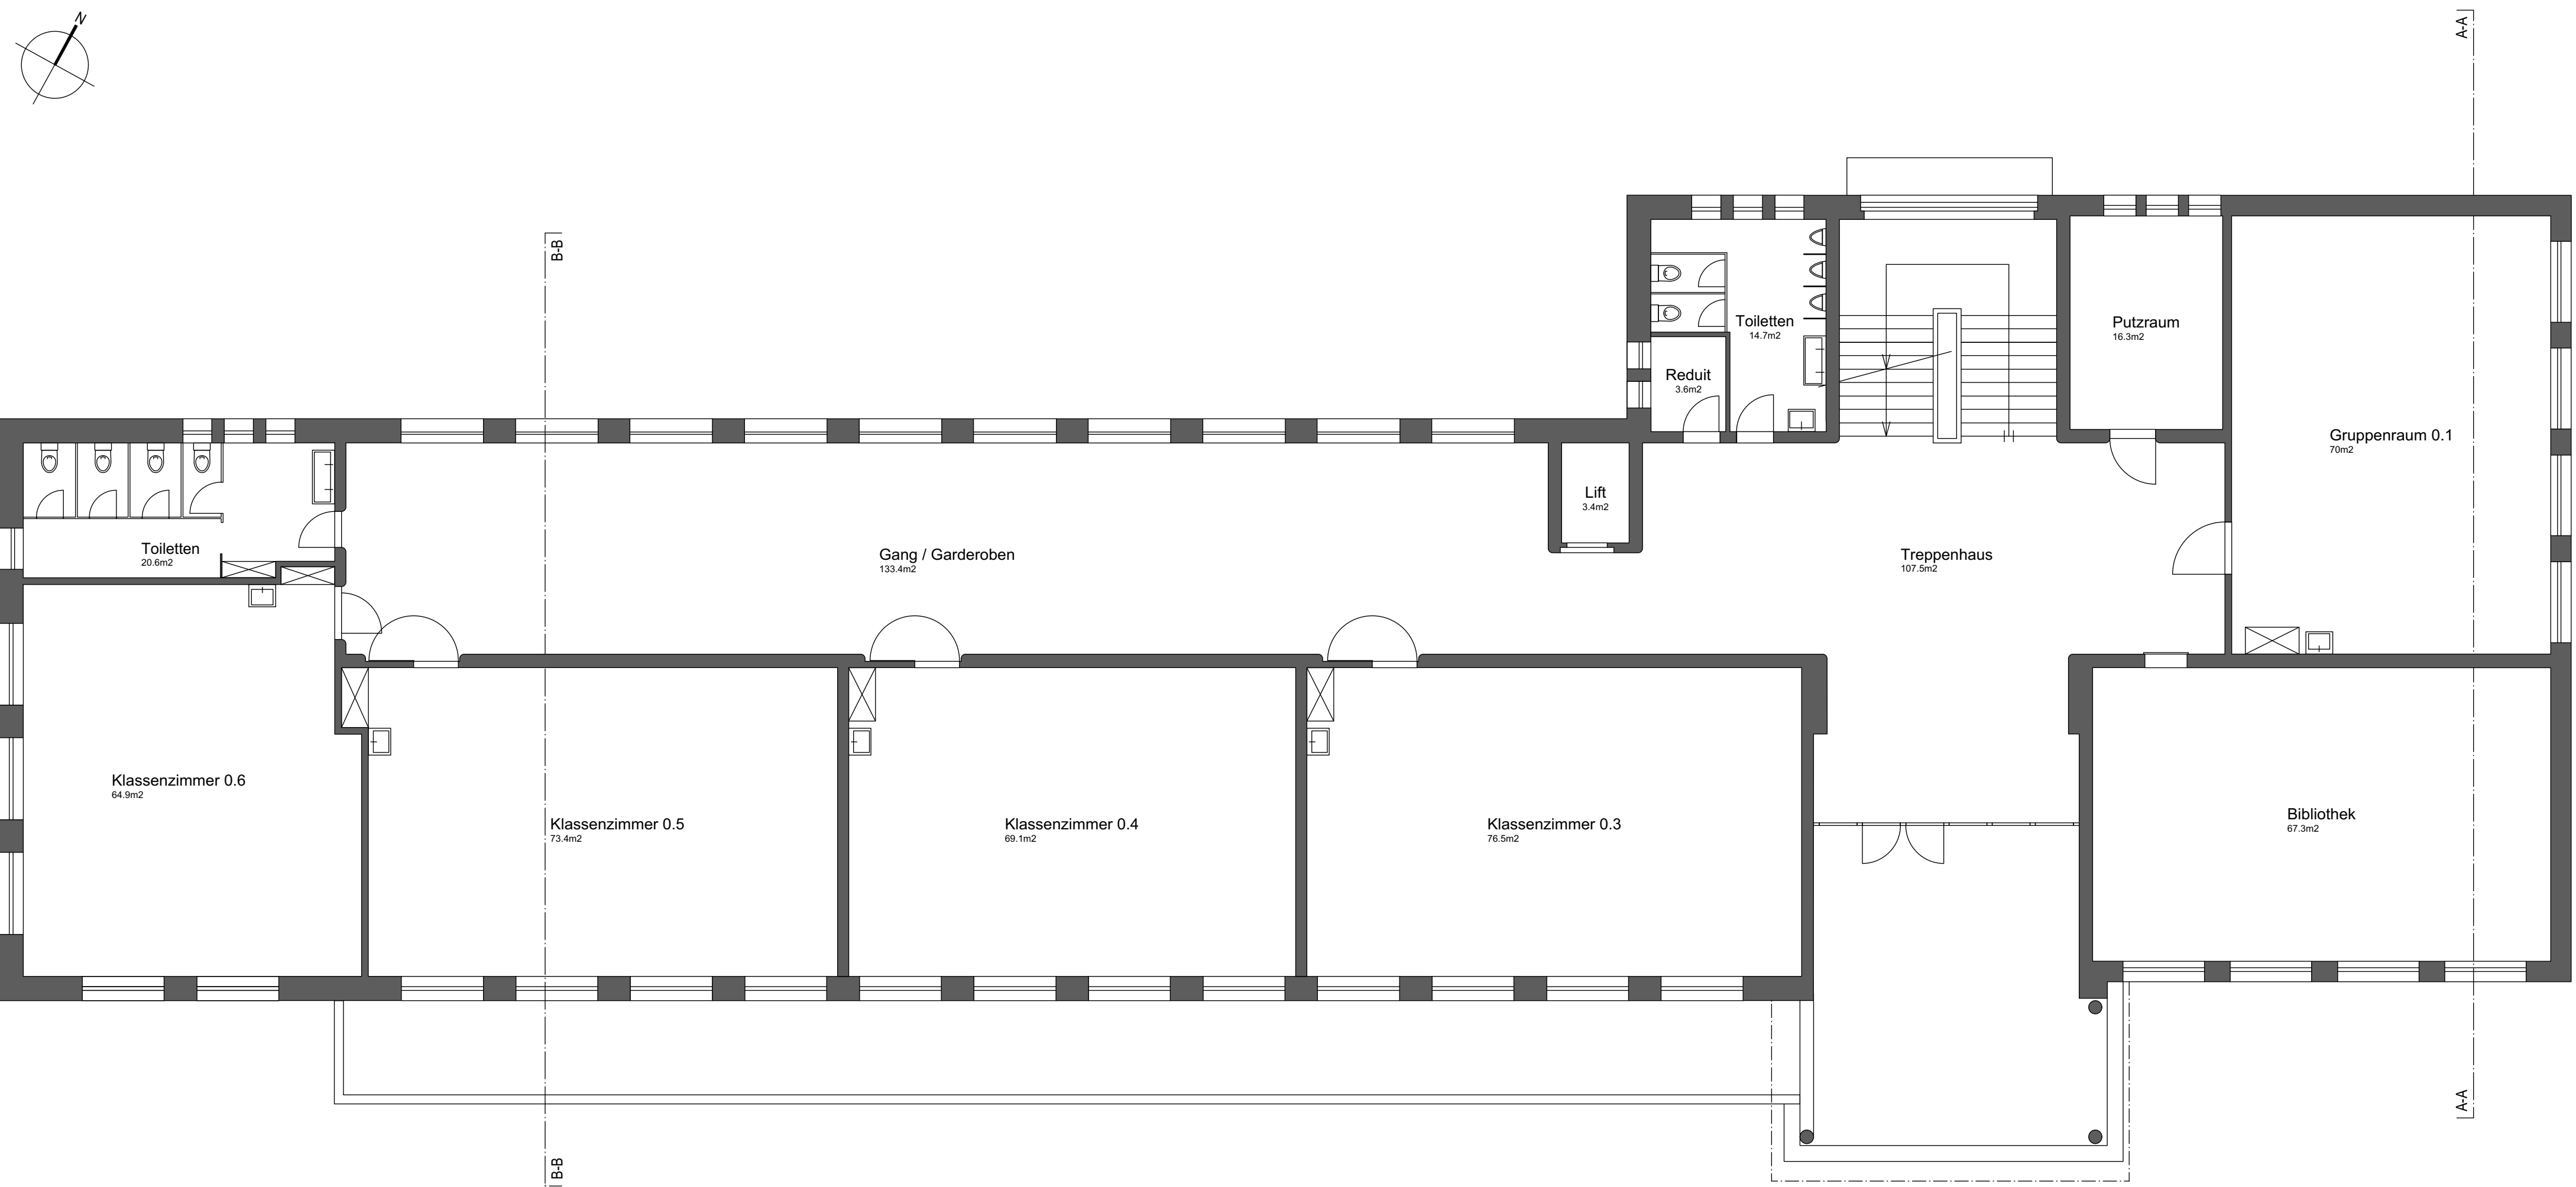 N
A-A
B-B
Toiletten
14.7m2
Putzraum
16.3m2
Reduit
3.6m2
Gruppenraum 0.1
70m2
Lift
3.4m2
Toiletten
20.6m2
Gang / Garderoben
133.4m2
Treppenhaus
107.5m2
Klassenzimmer 0.6
64.9m2
Klassenzimmer 0.5
73.4m2
Klassenzimmer 0.4
69.1m2
Klassenzimmer 0.3
76.5m2
Bibliothek
67.3m2
A-A
B-B